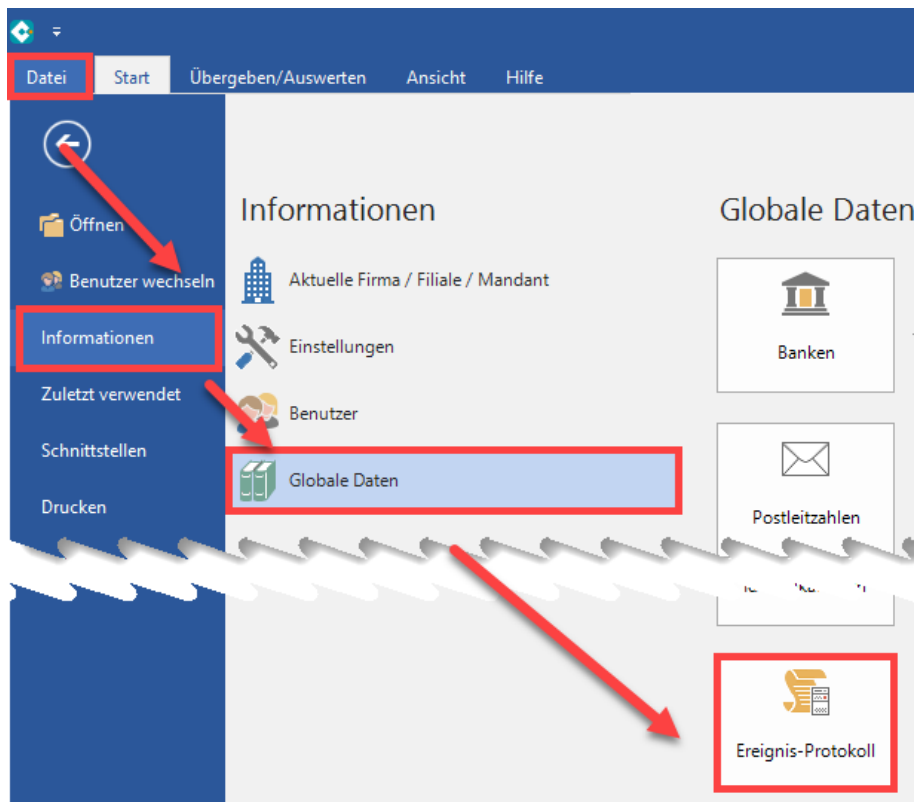 Datei Start Übergeben/Auswerten Ansicht Hilfe
Öffnen
Benutzer wechseln
Informationen
Zuletzt verwendet
Schnittstellen
Drucken
Informationen
Aktuelle Firma / Filiale / Mandant
Einstellungen
Benutzer
Globale Daten
Globale Daten
Banken
Postleitzahlen
Ereignis-Protokoll